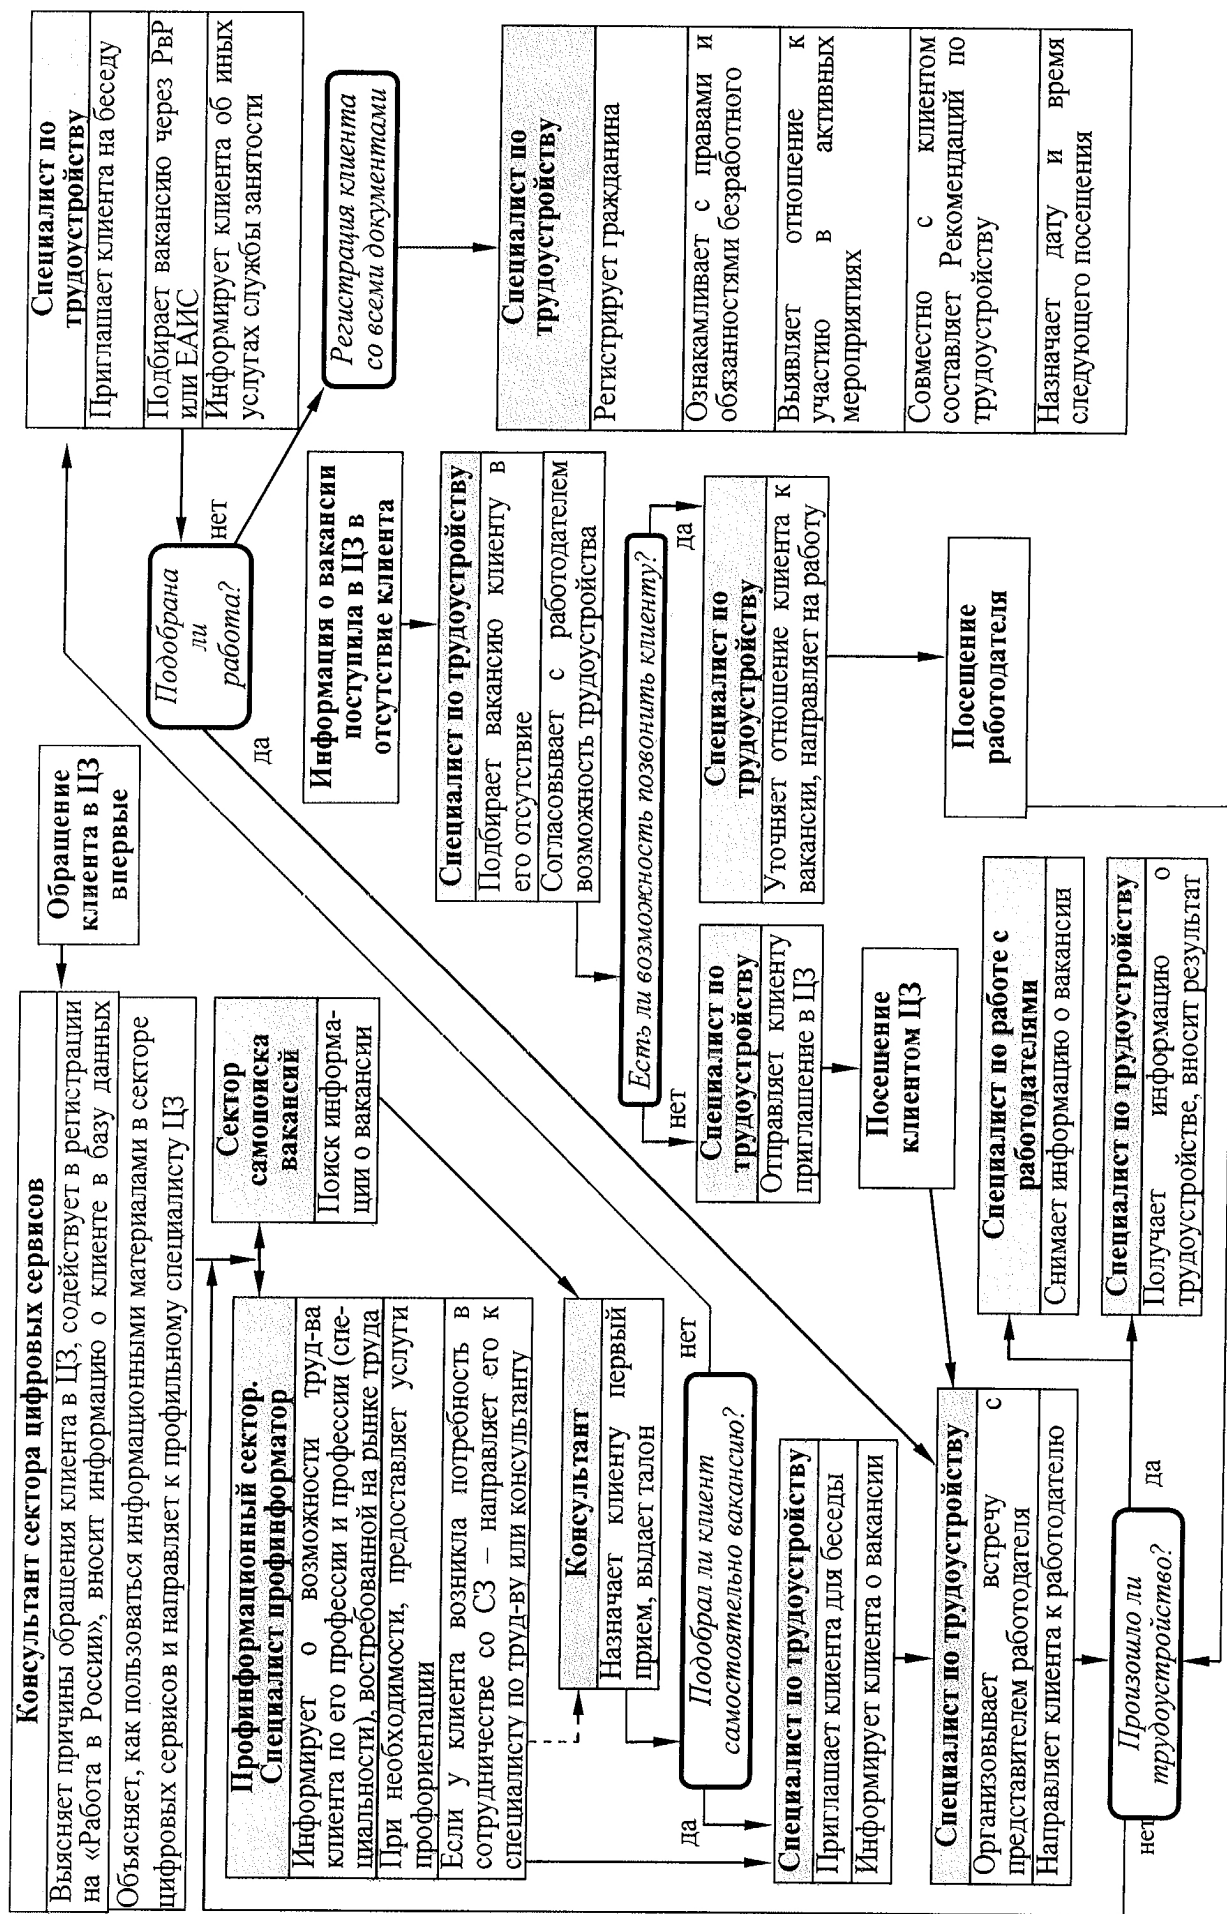 Консультант сектора цифровых сервисов
Выясняет причины обращения клиента в ЦЗ, содействует в регистрации
на «Работа в России», вносит информацию о клиенте в базу данных
Объясняет, как пользоваться информационными материалами в секторе
цифровых сервисов и направляет к профильному специалисту ЦЗ
Обращение
клиента в ЦЗ
впервые
Специалист по
трудоустройству
Приглашает клиента на беседу
Подбирает вакансию через РвР
или ЕАИС
Информирует клиента об иных
услугах службы занятости
Подобрана
ли
работа?
нет
да
Регистрация клиента
со всеми документами
Сектор
самопоиска
вакансий
Поиск информа-
ции о вакансии
Профинформационный сектор.
Специалист профинформатор
Информирует о возможности труд-ва
клиента по его профессии и профессии (спе-
циальности), востребованной на рынке труда
При необходимости, предоставляет услуги
профориентации
Если у клиента возникла потребность в
сотрудничестве со СЗ – направляет его к
специалисту по труд-ву или консультанту
Информация о вакансии
поступила в ЦЗ в
отсутствие клиента
Специалист по трудоустройству
Подбирает вакансию клиенту в
его отсутствие
Согласовывает с работодателем
возможность трудоустройства
Специалист по
трудоустройству
Регистрирует гражданина
Ознакамливает с правами и
обязанностями безработного
Выявляет отношение к
участию в активных
мероприятиях
Совместно с клиентом
составляет Рекомендаций по
трудоустройству
Назначает дату и время
следующего посещения
Консультант
Назначает клиенту первый
прием, выдает талон
Есть ли возможность позвонить клиенту?
нет
да
Подобрал ли клиент
самостоятельно вакансию?
да
нет
Специалист по
трудоустройству
Отправляет клиенту
приглашение в ЦЗ
Специалист по
трудоустройству
Уточняет отношение клиента к
вакансии, направляет на работу
Специалист по трудоустройству
Приглашает клиента для беседы
Информирует клиента о вакансии
Посещение
клиентом ЦЗ
Посещение
работодателя
Специалист по трудоустройству
Организовывает встречу с
представителем работодателя
Направляет клиента к работодателю
Специалист по работе с
работодателями
Снимает информацию о вакансии
Специалист по трудоустройству
Получает информацию о
трудоустройстве, вносит результат
Произошло ли
трудоустройство?
нет
да